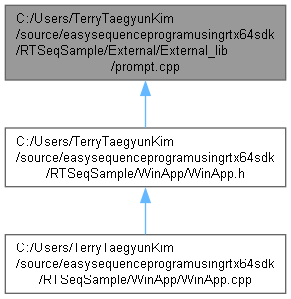 C:/Users/TerryTaegyunKim
/source/easysequenceprogramusingrtx64sdk
/RTSeqSample/External/External_lib
/prompt.cpp
C:/Users/TerryTaegyunKim
/source/easysequenceprogramusingrtx64sdk
/RTSeqSample/WinApp/WinApp.h
C:/Users/TerryTaegyunKim
/source/easysequenceprogramusingrtx64sdk
/RTSeqSample/WinApp/WinApp.cpp